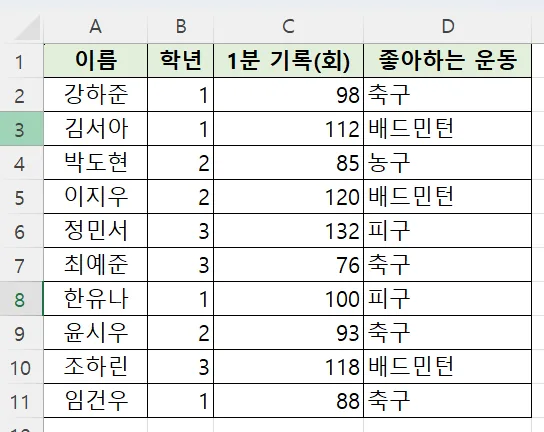 A B C D
1 이름 학년 1분 기록(회) 좋아하는 운동
2 강하준 1 98 축구
3 김서아 1 112 배드민턴
4 박도현 2 85 농구
5 이지우 2 120 배드민턴
6 정민서 3 132 피구
7 최예준 3 76 축구
8 한유나 1 100 피구
9 윤시우 2 93 축구
10 조하린 3 118 배드민턴
11 임건우 1 88 축구